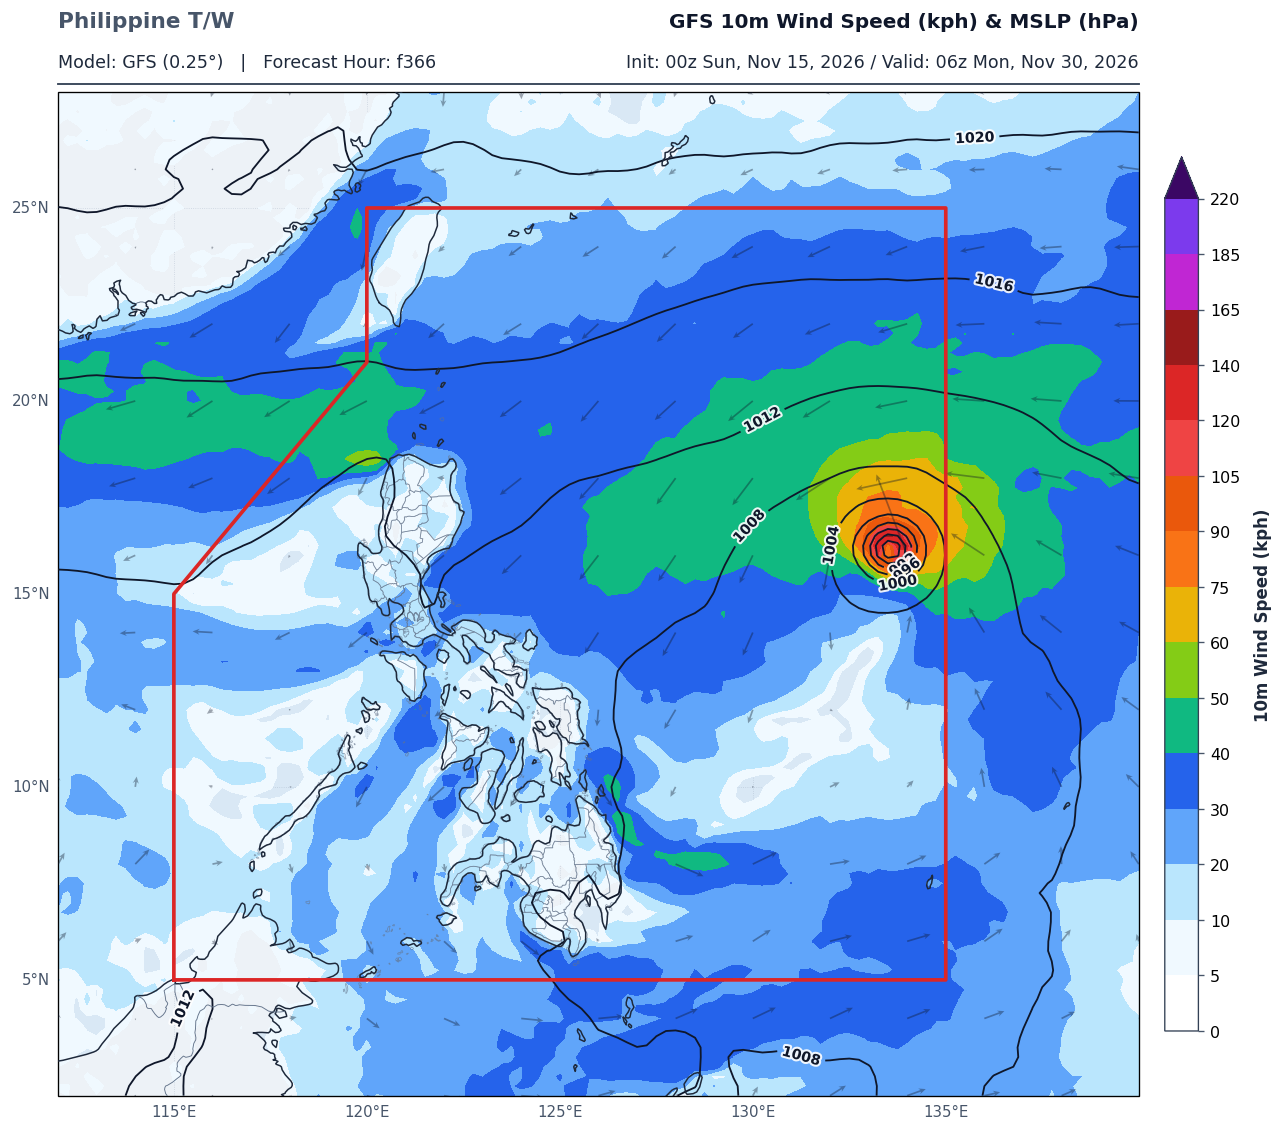 Philippine T/W
GFS 10m Wind Speed (kph) & MSLP (hPa)
Model: GFS (0.25°) | Forecast Hour: f366
Init: 00z Sun, Nov 15, 2026 / Valid: 06z Mon, Nov 30, 2026
1020
1016
1012
1008
1004
996
1000
1012
1008
25°N
20°N
15°N
10°N
5°N
115°E
120°E
125°E
130°E
135°E
220
185
165
140
120
105
90
75
60
50
40
30
20
10
5
0
10m Wind Speed (kph)